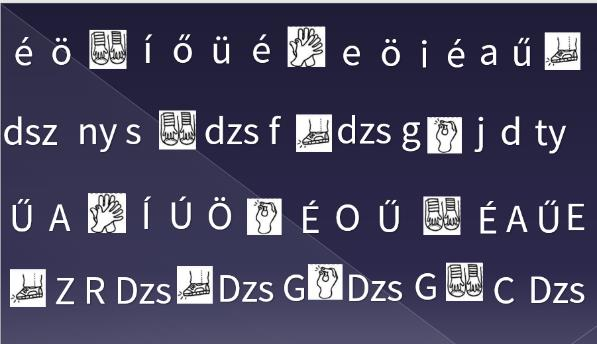 é ö í ő ü é e ö i é a ű
dsz ny s dzs f dzs g j d ty
Ű A Í Ú Ö É O Ű É A Ű E
Z R Dzs Dzs G Dzs G C Dzs